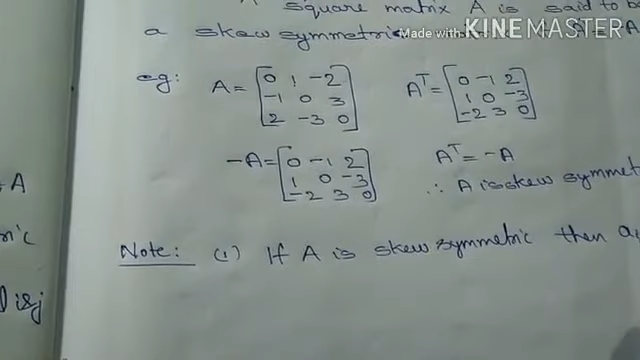 square matrix A is said to be
a skew symmetric
Made with KINEMASTER
eg: A = [0 1 -2 Aᵀ = [0 -1 2
-1 0 3 1 0 -3
2 -3 0] -2 3 0]
-A = [0 -1 2 Aᵀ = -A
1 0 -3
-2 3 0] ∴ A is skew symmet
Note: (1) If A is skew symmetric then a
A
ric